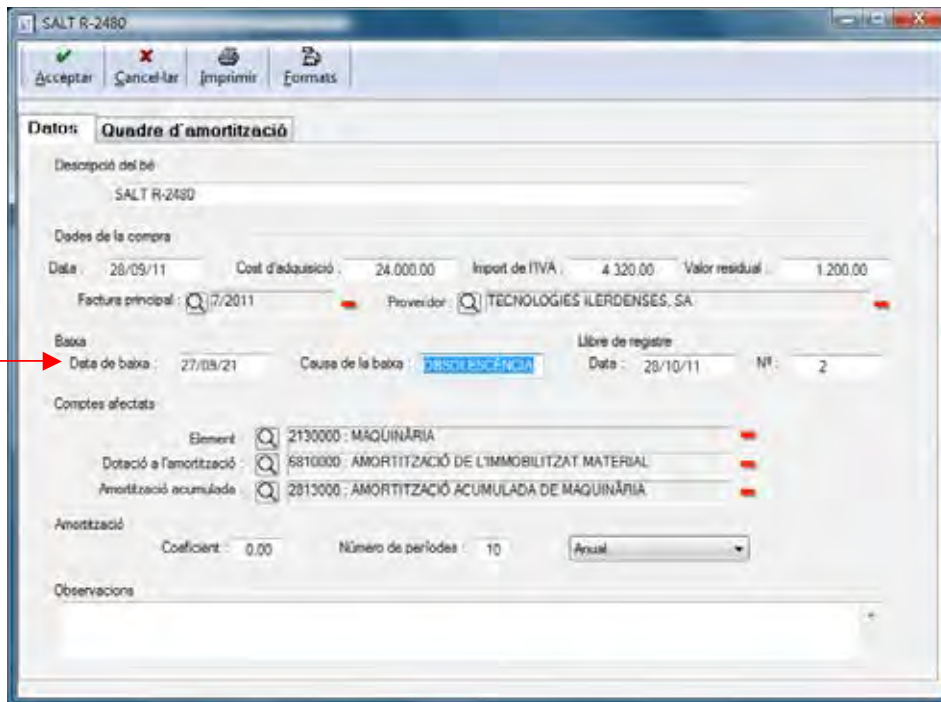 SALT R-2480
Acceptar Cancel·lar Imprimir Formats
Datos Quadre d'amortització
Descripció del bé
SALT R-2480
Dades de la compra
Data : 28/09/11 Cost d'adquisició : 24.000.00 Import de l'IVA : 4 320.00 Valor residual : 1.200.00
Factura principal : 7/2011 Proveïdor : TECNOLOGIES ILERDENSES, SA
Baixa Llibre de registre
Data de baixa : 27/09/21 Causa de la baixa : OBSOLESCÈNCIA Data : 28/10/11 Nº : 2
Comptes afectats
Element : 2130000 : MAQUINÀRIA
Dotació a l'amortització : 6810000 : AMORTITZACIÓ DE L'IMMOBILITZAT MATERIAL
Amortització acumulada : 2813000 : AMORTITZACIÓ ACUMULADA DE MAQUINÀRIA
Amortització
Coeficient : 0.00 Número de períodes : 10 Anual
Observacions